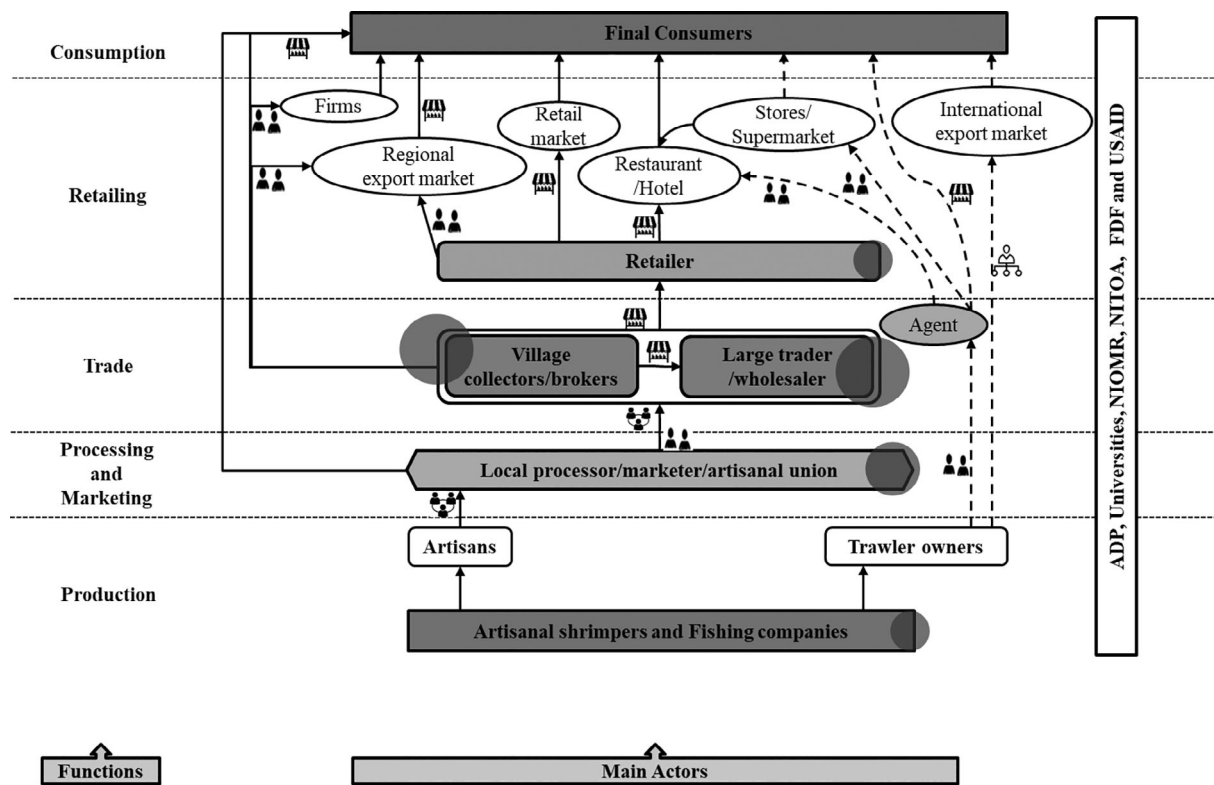 Final Consumers
Consumption
Firms
Retail
market
Stores/
Supermarket
International
export market
Regional
export market
Restaurant
/Hotel
Retailing
Retailer
Agent
Trade
Village
collectors/brokers
Large trader
/wholesaler
Processing
and
Marketing
Local processor/marketer/artisanal union
Artisans
Trawler owners
Production
Artisanal shrimpers and Fishing companies
ADP, Universities, NIOMR, NITOA, FDF and USAID
Functions
Main Actors